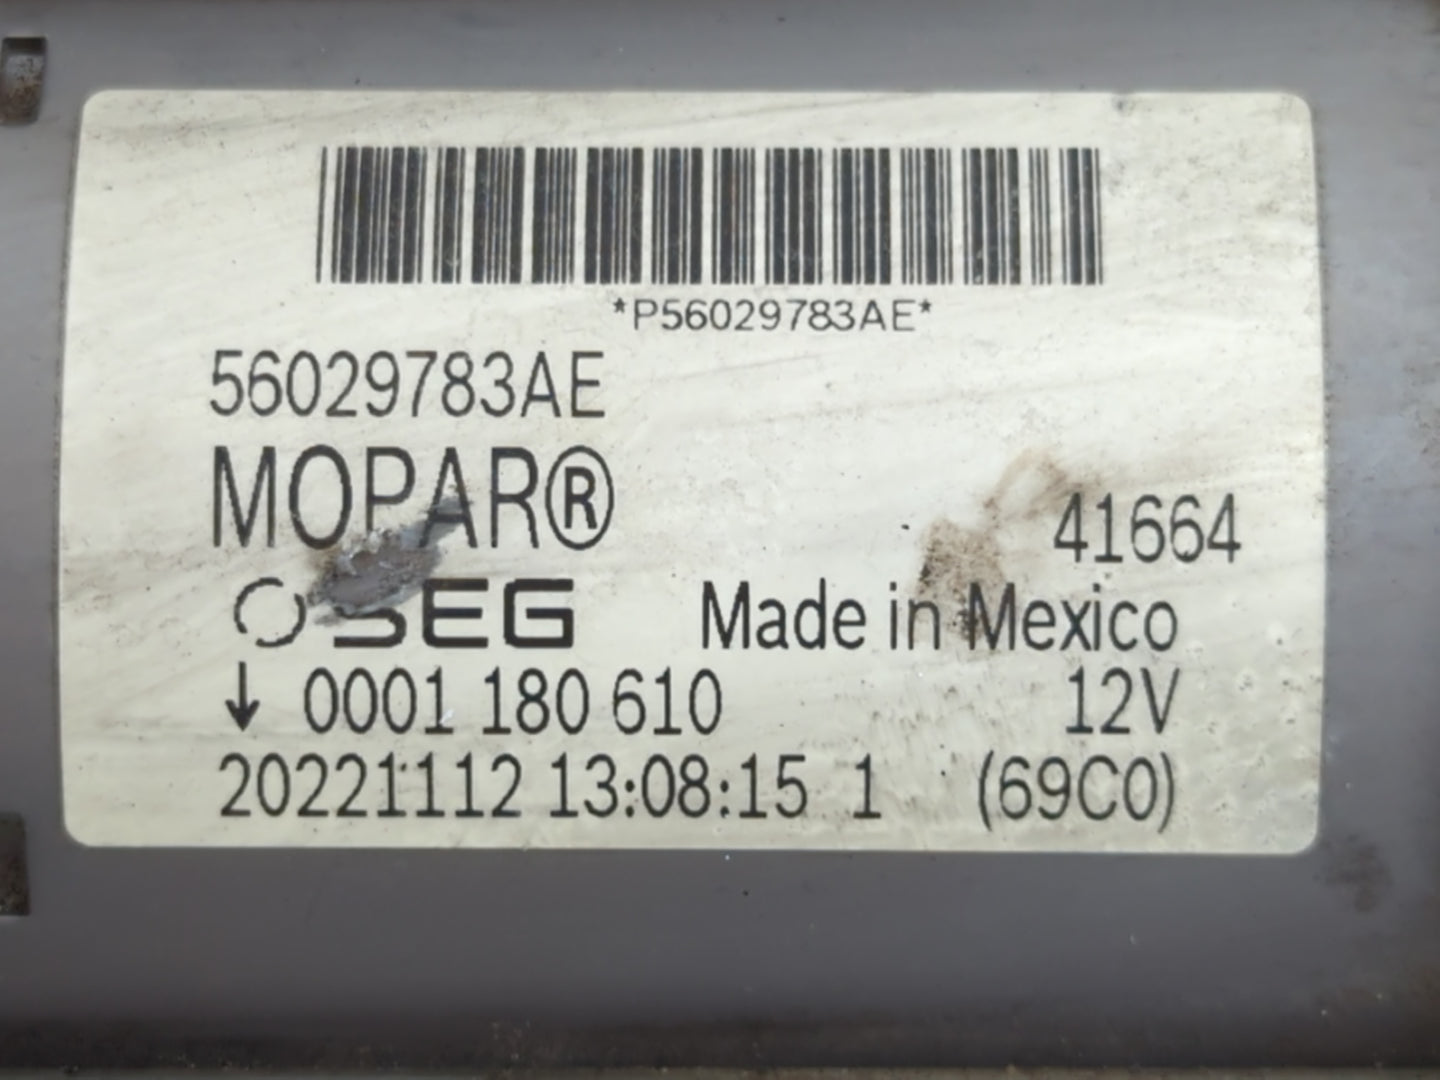 *P56029783AE*
56029783AE
MOPAR®
41664
SEG Made in Mexico
↓ 0001 180 610 12V
20221112 13:08:15 1 (69C0)